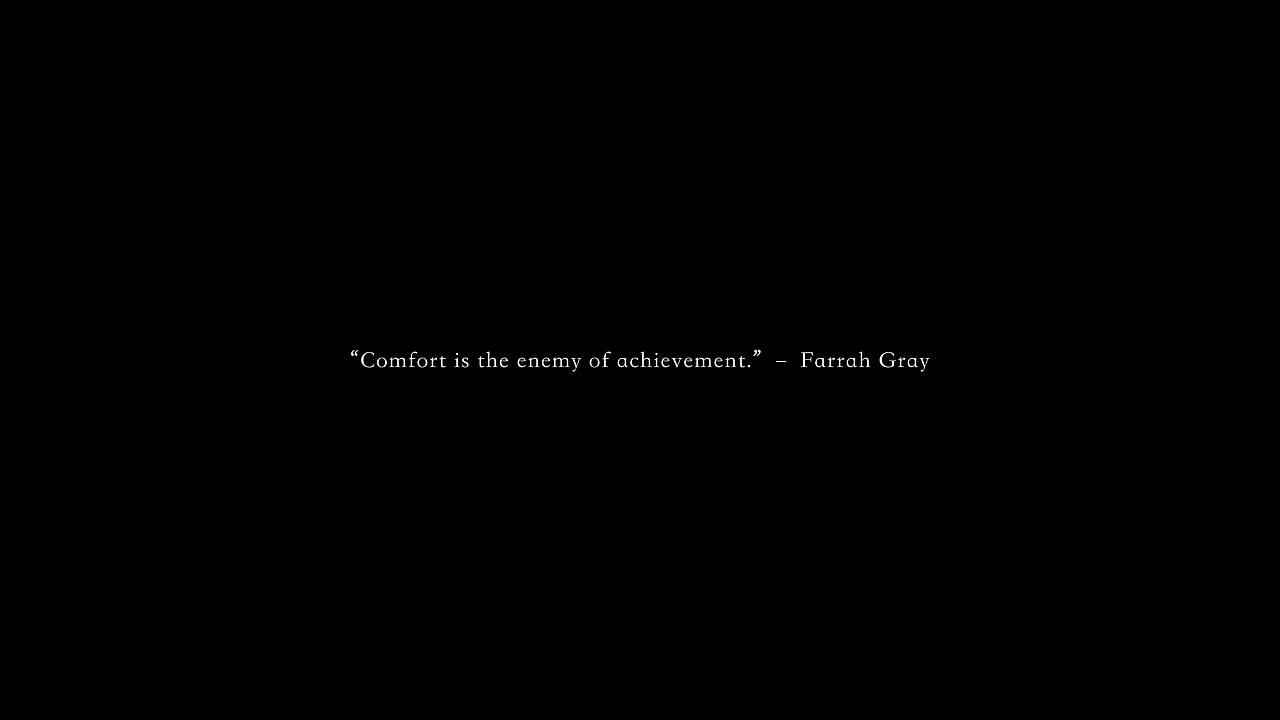 “Comfort is the enemy of achievement.” – Farrah Gray